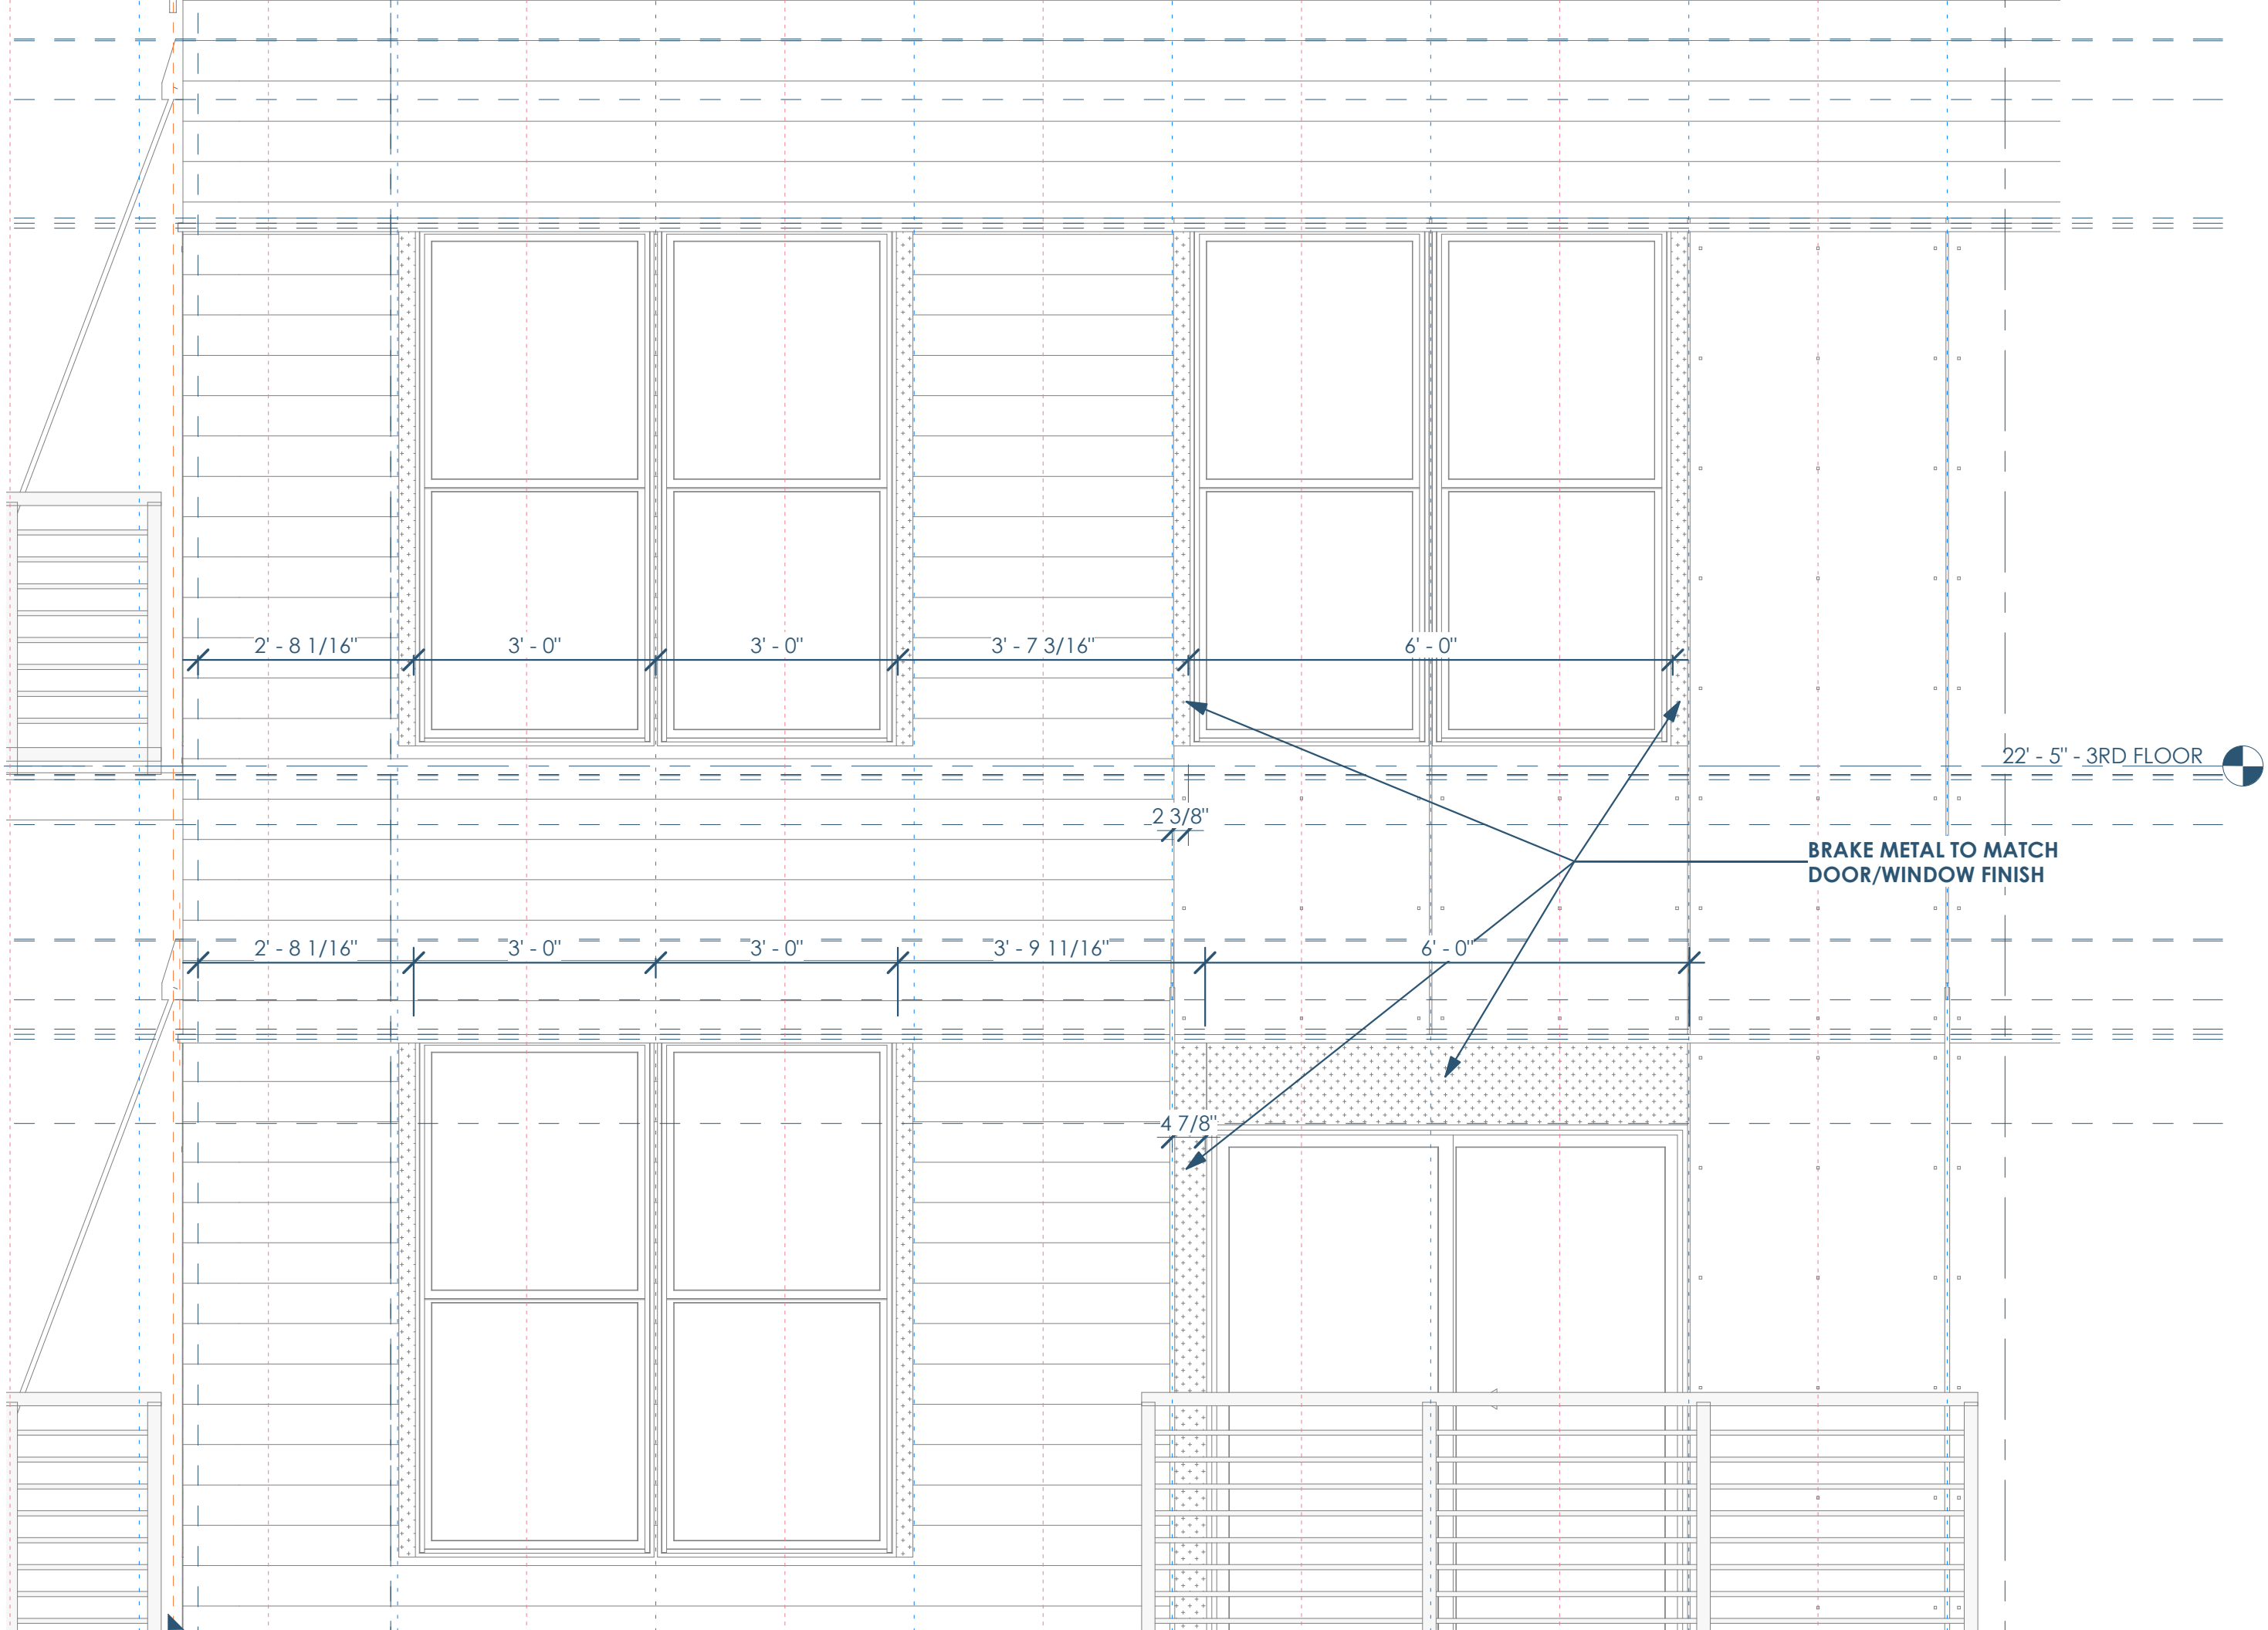 2' - 8 1/16" 3' - 0" 3' - 0" 3' - 7 3/16" 6' - 0"
22' - 5" - 3RD FLOOR
2 3/8"
BRAKE METAL TO MATCH
DOOR/WINDOW FINISH
2' - 8 1/16" 3' - 0" 3' - 0" 3' - 9 11/16" 6' - 0"
4 7/8"